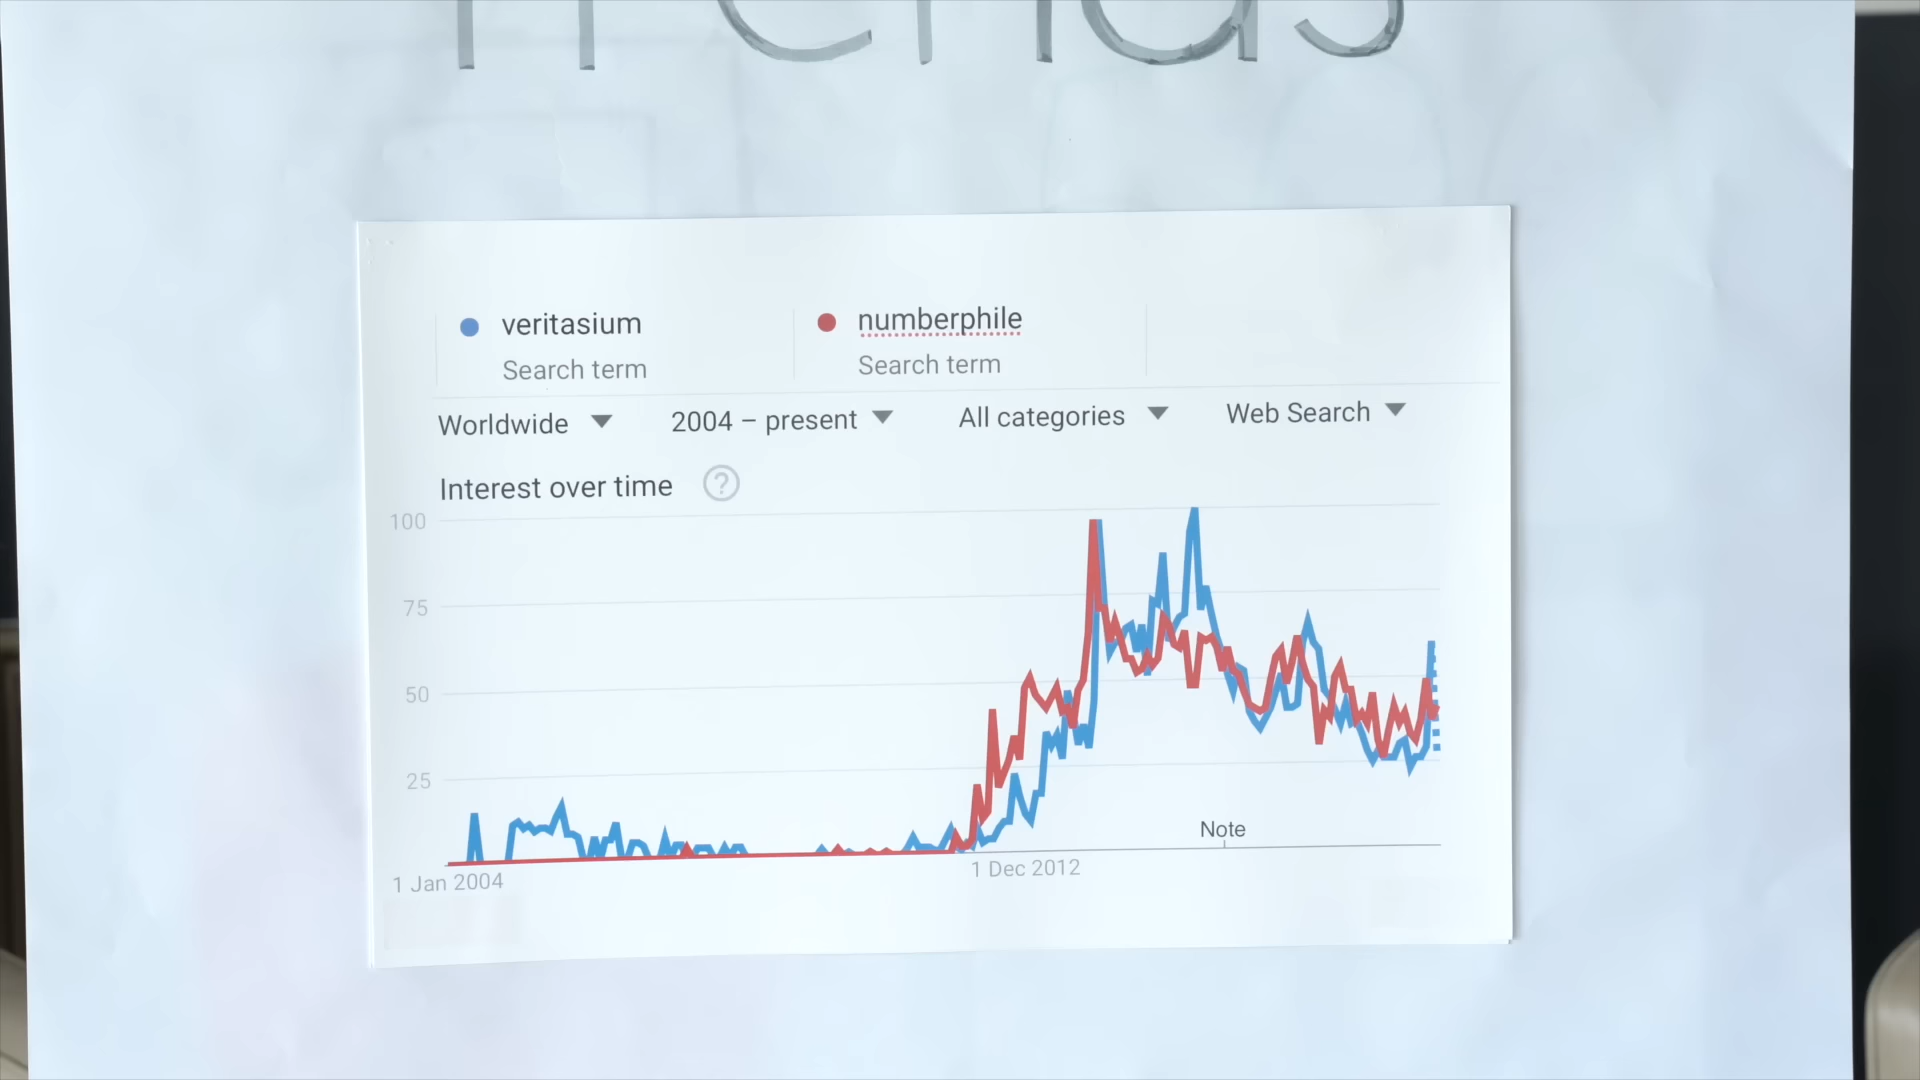 Trends
veritasium
numberphile
Search term
Search term
Worldwide
2004 – present
All categories
Web Search
Interest over time
?
100
75
50
25
Note
1 Jan 2004
1 Dec 2012